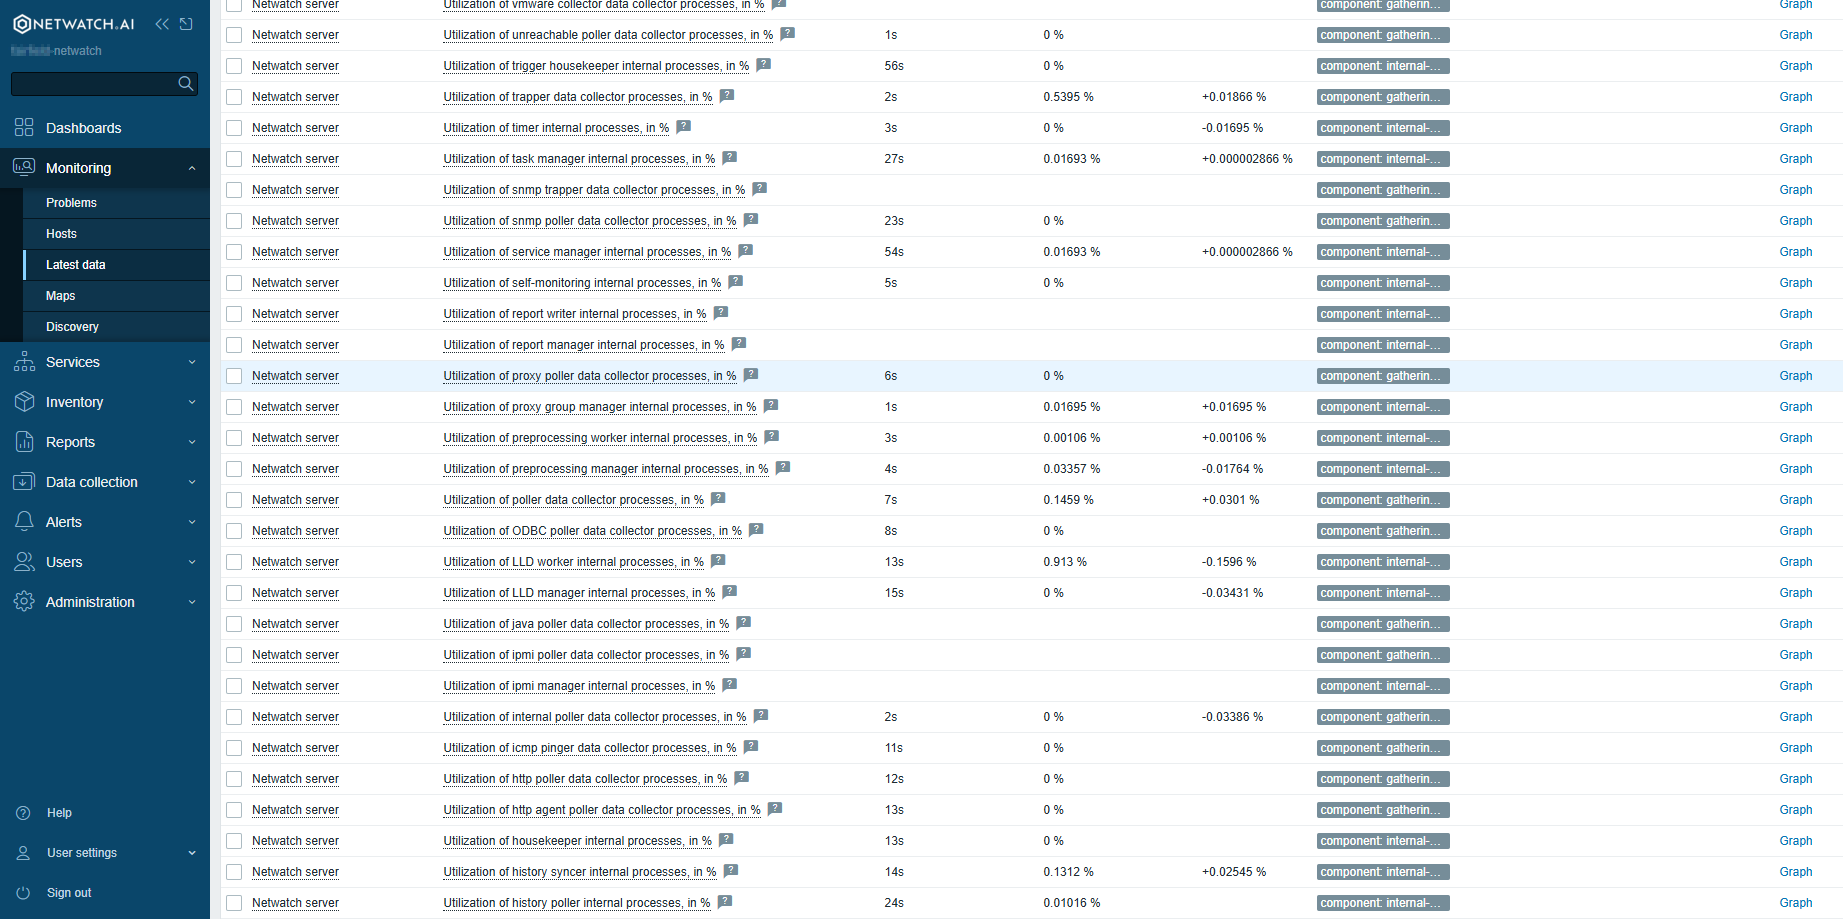 NETWATCH.AI
-netwatch
Dashboards
Monitoring
Problems
Hosts
Latest data
Maps
Discovery
Services
Inventory
Reports
Data collection
Alerts
Users
Administration
Help
User settings
Sign out
Netwatch server Utilization of vmware collector data collector processes, in % ? component: gatherin... Graph
Netwatch server Utilization of unreachable poller data collector processes, in % ? 1s 0 % component: gatherin... Graph
Netwatch server Utilization of trigger housekeeper internal processes, in % ? 56s 0 % component: internal-... Graph
Netwatch server Utilization of trapper data collector processes, in % ? 2s 0.5395 % +0.01866 % component: gatherin... Graph
Netwatch server Utilization of timer internal processes, in % ? 3s 0 % -0.01695 % component: internal-... Graph
Netwatch server Utilization of task manager internal processes, in % ? 27s 0.01693 % +0.000002866 % component: internal-... Graph
Netwatch server Utilization of snmp trapper data collector processes, in % ? component: gatherin... Graph
Netwatch server Utilization of snmp poller data collector processes, in % ? 23s 0 % component: gatherin... Graph
Netwatch server Utilization of service manager internal processes, in % ? 54s 0.01693 % +0.000002866 % component: internal-... Graph
Netwatch server Utilization of self-monitoring internal processes, in % ? 5s 0 % component: internal-... Graph
Netwatch server Utilization of report writer internal processes, in % ? component: internal-... Graph
Netwatch server Utilization of report manager internal processes, in % ? component: internal-... Graph
Netwatch server Utilization of proxy poller data collector processes, in % ? 6s 0 % component: gatherin... Graph
Netwatch server Utilization of proxy group manager internal processes, in % ? 1s 0.01695 % +0.01695 % component: internal-... Graph
Netwatch server Utilization of preprocessing worker internal processes, in % ? 3s 0.00106 % +0.00106 % component: internal-... Graph
Netwatch server Utilization of preprocessing manager internal processes, in % ? 4s 0.03357 % -0.01764 % component: internal-... Graph
Netwatch server Utilization of poller data collector processes, in % ? 7s 0.1459 % +0.0301 % component: gatherin... Graph
Netwatch server Utilization of ODBC poller data collector processes, in % ? 8s 0 % component: gatherin... Graph
Netwatch server Utilization of LLD worker internal processes, in % ? 13s 0.913 % -0.1596 % component: internal-... Graph
Netwatch server Utilization of LLD manager internal processes, in % ? 15s 0 % -0.03431 % component: internal-... Graph
Netwatch server Utilization of java poller data collector processes, in % ? component: gatherin... Graph
Netwatch server Utilization of ipmi poller data collector processes, in % ? component: gatherin... Graph
Netwatch server Utilization of ipmi manager internal processes, in % ? component: internal-... Graph
Netwatch server Utilization of internal poller data collector processes, in % ? 2s 0 % -0.03386 % component: gatherin... Graph
Netwatch server Utilization of icmp pinger data collector processes, in % ? 11s 0 % component: gatherin... Graph
Netwatch server Utilization of http poller data collector processes, in % ? 12s 0 % component: gatherin... Graph
Netwatch server Utilization of http agent poller data collector processes, in % ? 13s 0 % component: gatherin... Graph
Netwatch server Utilization of housekeeper internal processes, in % ? 13s 0 % component: internal-... Graph
Netwatch server Utilization of history syncer internal processes, in % ? 14s 0.1312 % +0.02545 % component: internal-... Graph
Netwatch server Utilization of history poller internal processes, in % ? 24s 0.01016 % component: internal-... Graph